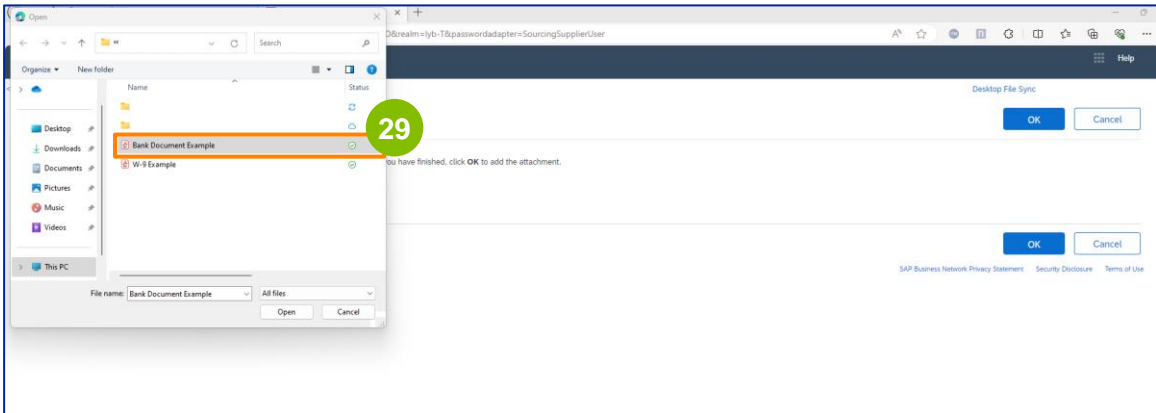 Open
D&realm=lyb-T&passwordadapter=SourcingSupplierUser
Search
Help
Organize
New folder
Desktop File Sync
Name
Status
OK
Cancel
Desktop
29
Bank Document Example
Downloads
W-9 Example
ou have finished, click OK to add the attachment.
Documents
Pictures
Music
Videos
OK
Cancel
This PC
SAP Business Network Privacy Statement Security Disclosure Terms of Use
File name: Bank Document Example
All files
Open
Cancel